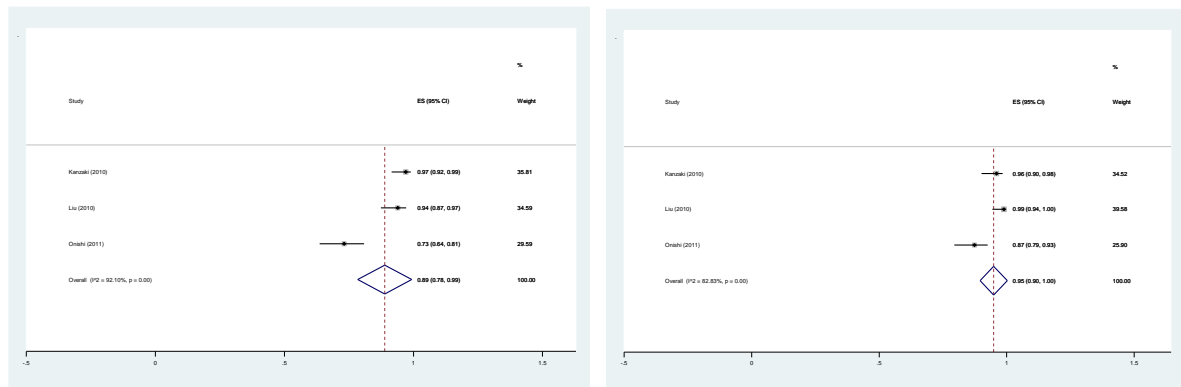 %
Study ES (95% CI) Weight
Kanzaki (2010) 0.97 (0.92, 0.99) 35.81
Liu (2010) 0.94 (0.87, 0.97) 34.59
Onishi (2011) 0.73 (0.64, 0.81) 29.59
Overall (I^2 = 92.10%, p = 0.00) 0.89 (0.78, 0.99) 100.00
-.5 0 .5 1 1.5
%
Study ES (95% CI) Weight
Kanzaki (2010) 0.96 (0.90, 0.98) 34.52
Liu (2010) 0.99 (0.94, 1.00) 39.58
Onishi (2011) 0.87 (0.79, 0.93) 25.90
Overall (I^2 = 82.83%, p = 0.00) 0.95 (0.90, 1.00) 100.00
-.5 0 .5 1 1.5